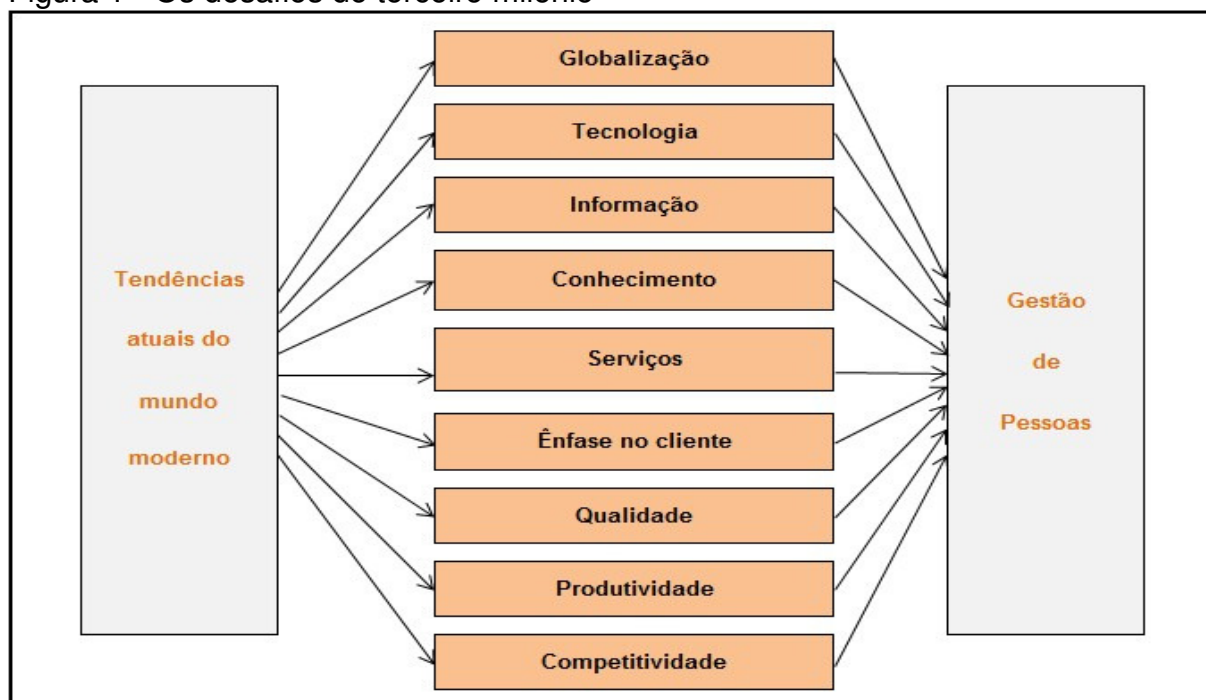 Globalização
Tecnologia
Informação
Conhecimento
Serviços
Ênfase no cliente
Qualidade
Produtividade
Competitividade
Tendências
atuais do
mundo
moderno
Gestão
de
Pessoas